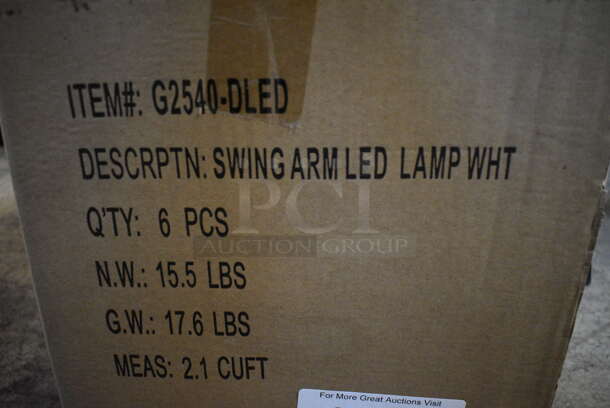 ITEM#: G2540-DLED
DESCRPTN: SWING ARM LED LAMP WHT
PCI
AUCTION GROUP
Q'TY: 6 PCS
N.W.: 15.5 LBS
G.W.: 17.6 LBS
MEAS: 2.1 CUFT
For More Great Auctions Visit